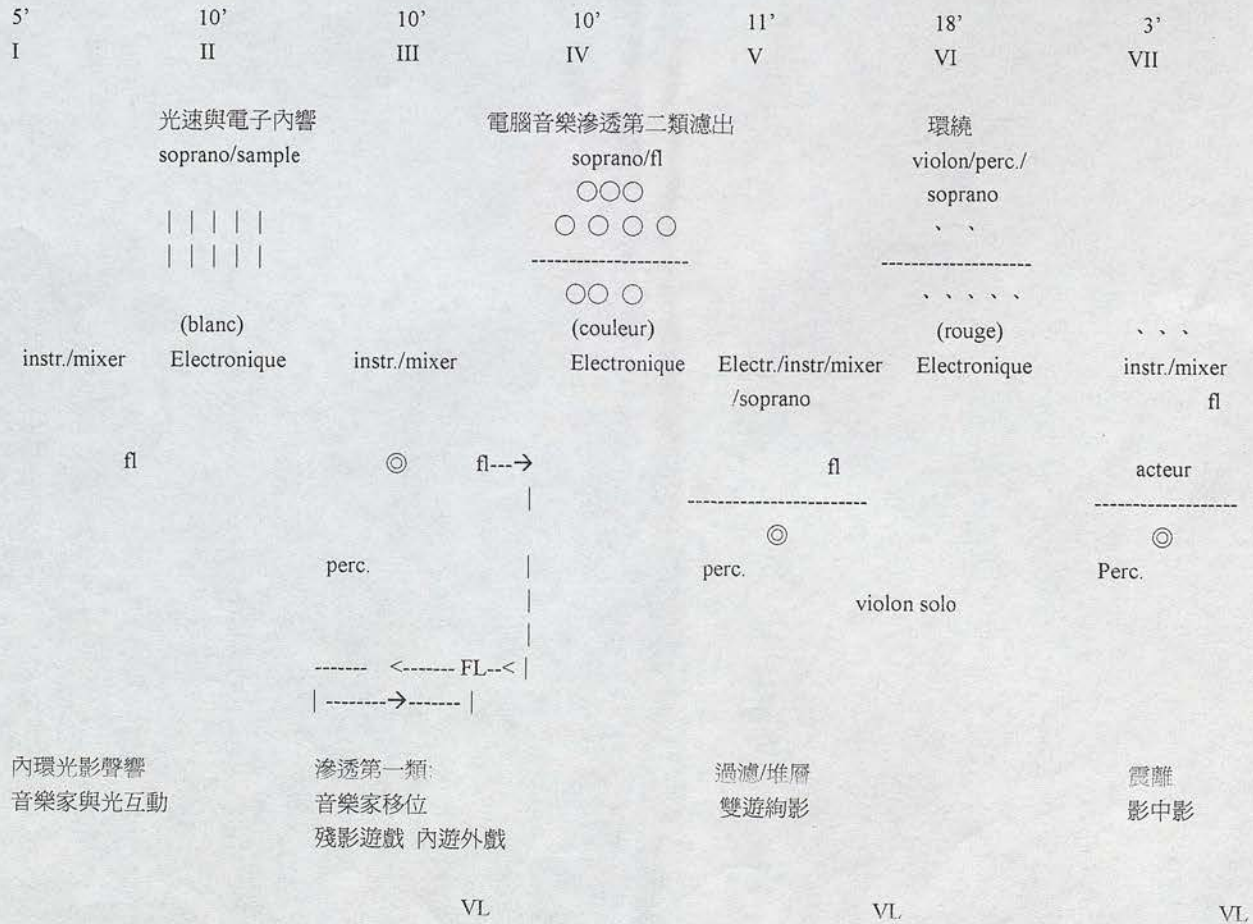 5’ 10’ 10’ 10’ 11’ 18’ 3’
I II III IV V VI VII
光速與電子內響 電腦音樂滲透第二類濾出 環繞
soprano/sample soprano/fl violon/perc./
○○○ soprano
| | | | | ○ ○ ○ ○ 、 、
| | | | | -------------------- -------------------
○○ ○ 、 、 、 、 、
(blanc) (couleur) (rouge) 、 、 、
instr./mixer Electronique instr./mixer Electronique Electr./instr/mixer Electronique instr./mixer
/soprano fl
fl ◎ fl---→ fl acteur
| ----------------------- ------------------
◎ ◎
perc. | perc. Perc.
| violon solo
|
------- <------- FL--< |
| --------→------- |
內環光影聲響 滲透第一類: 過濾/堆層 震離
音樂家與光互動 音樂家移位 雙遊絢影 影中影
殘影遊戲 內遊外戲
VL VL VL